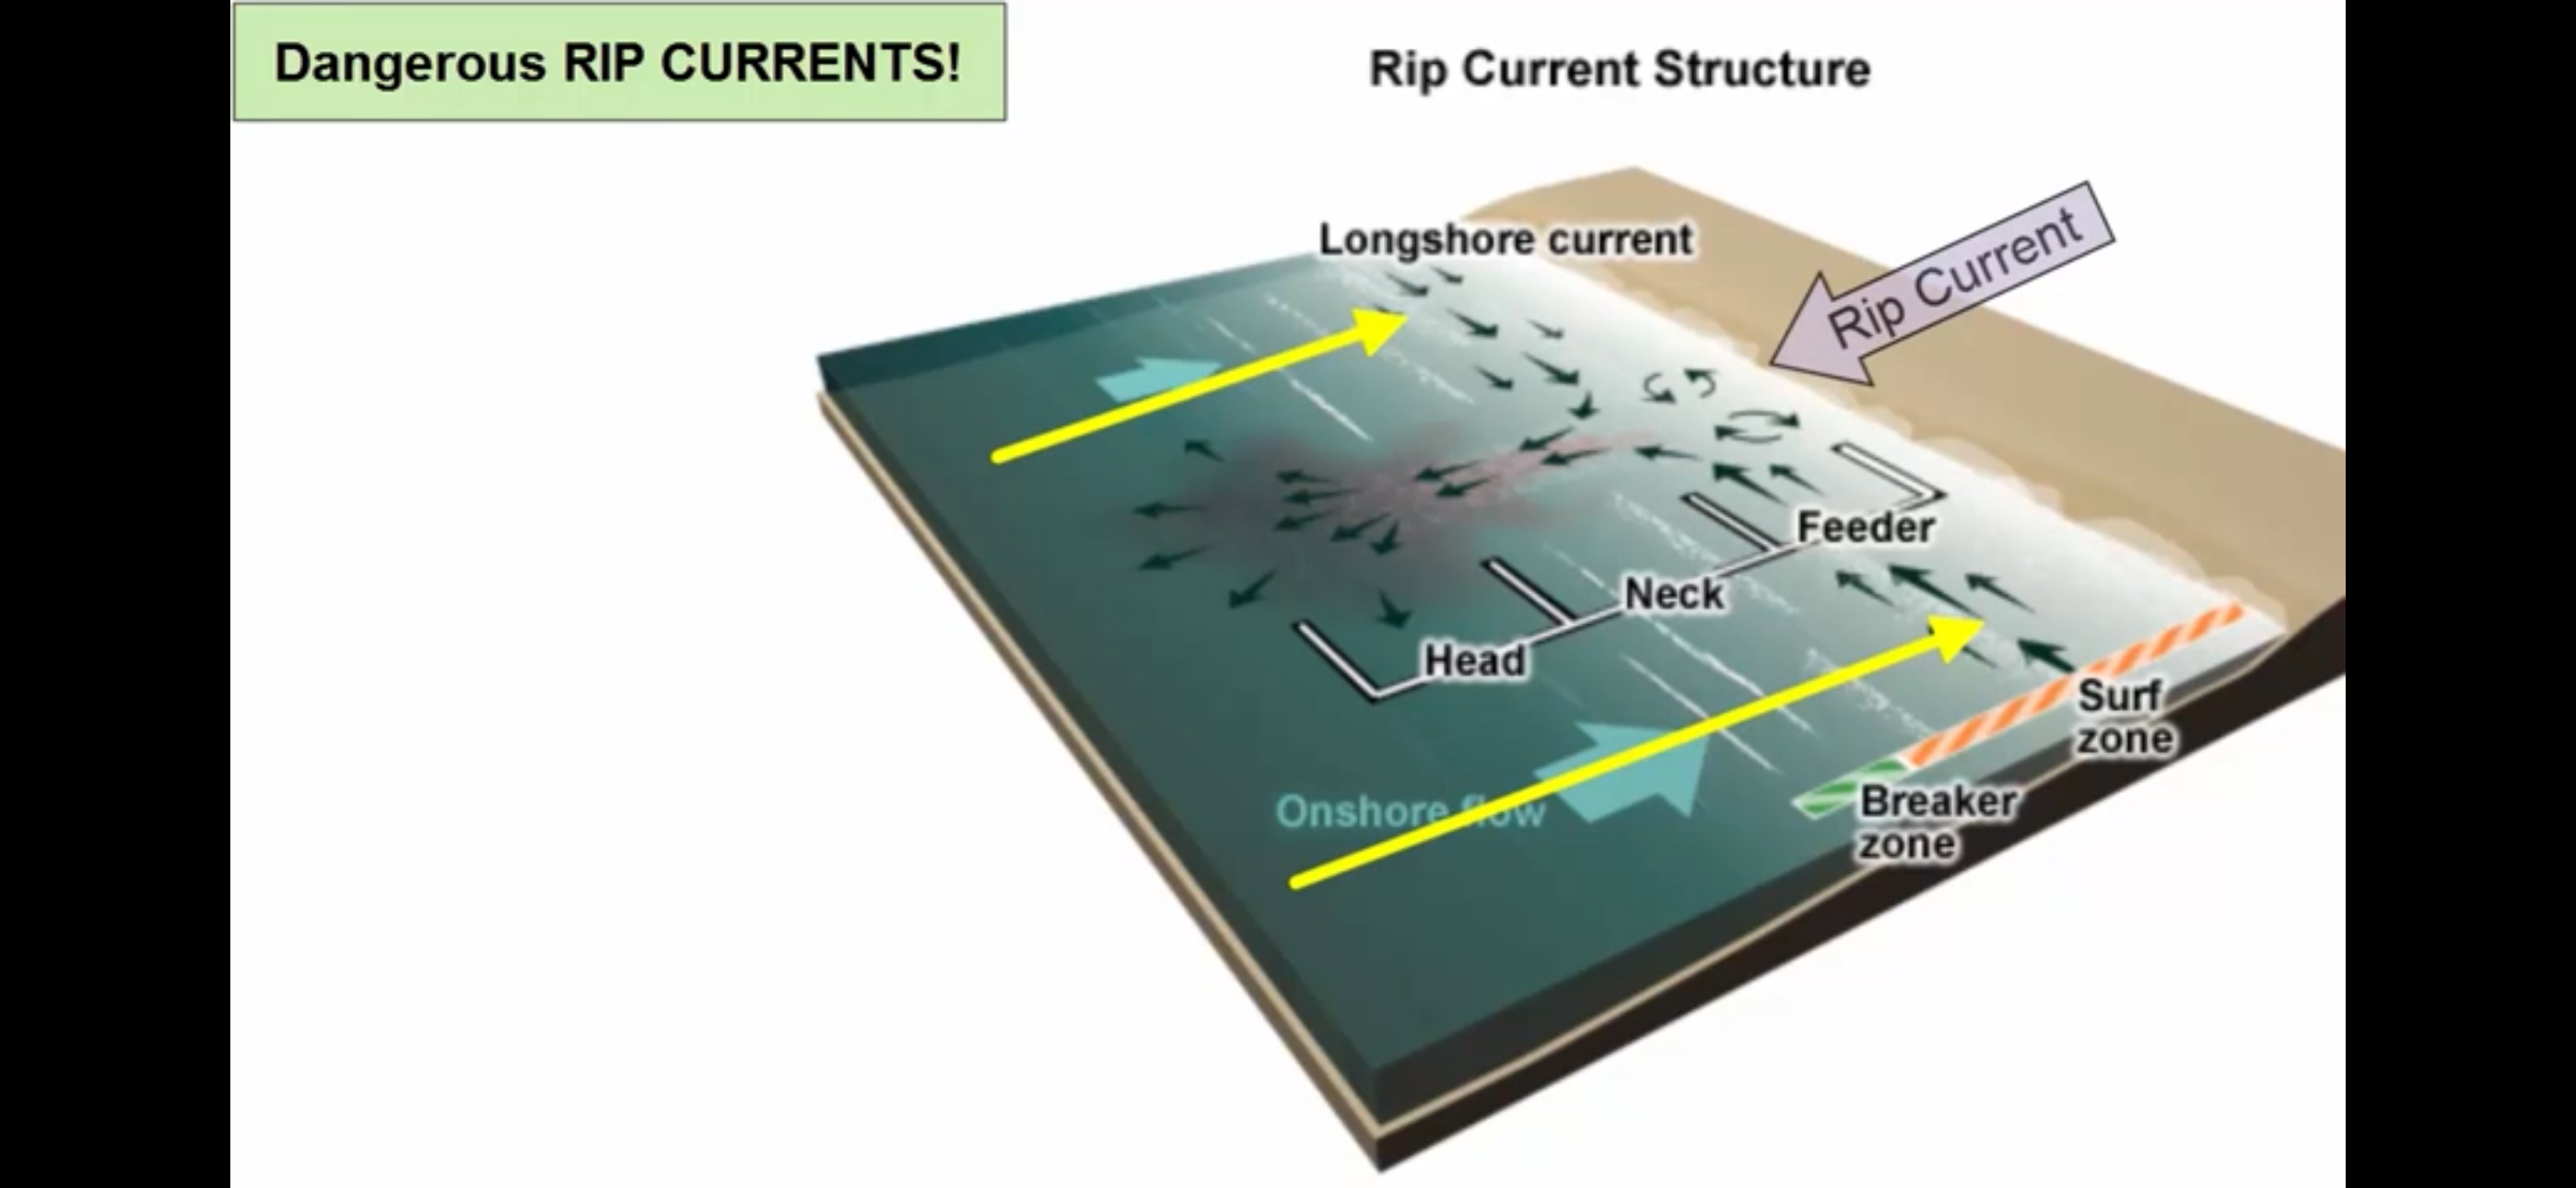 Dangerous RIP CURRENTS!
Rip Current Structure
Longshore current
Rip Current
Feeder
Neck
Head
Surf
zone
Onshore flow
Breaker
zone